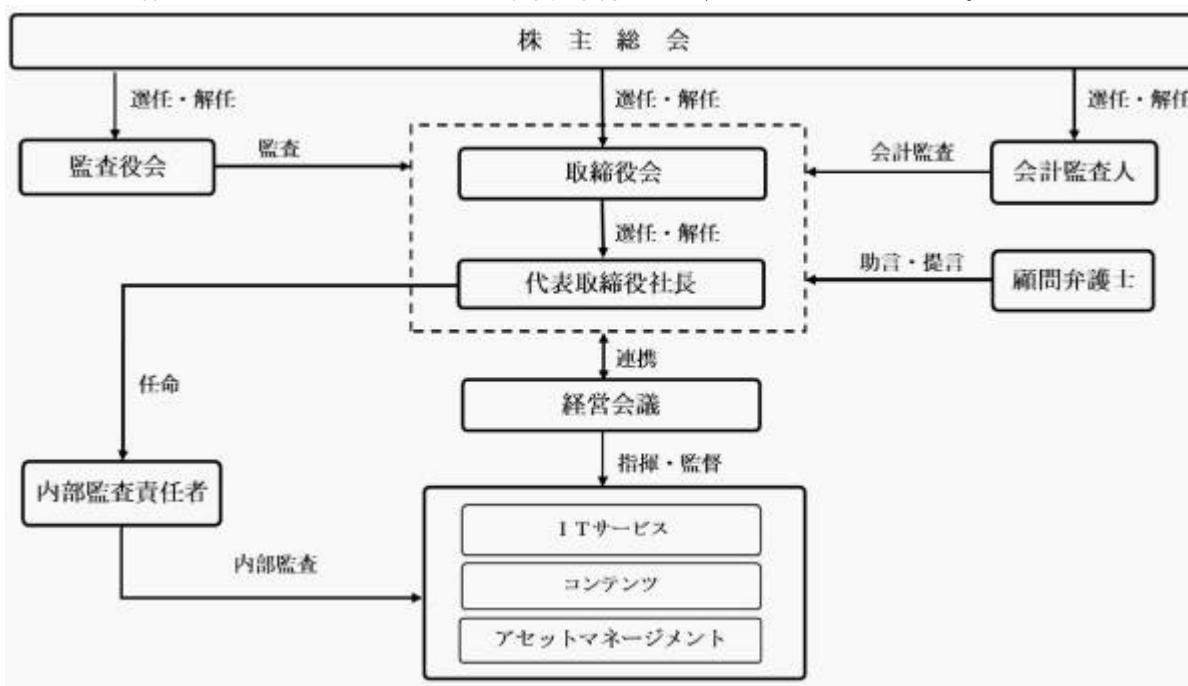 株主総会
選任・解任
選任・解任
選任・解任
監査役会
監査
取締役会
会計監査
会計監査人
選任・解任
代表取締役社長
助言・提言
顧問弁護士
連携
任命
経営会議
指揮・監督
内部監査責任者
ITサービス
内部監査
コンテンツ
アセットマネージメント